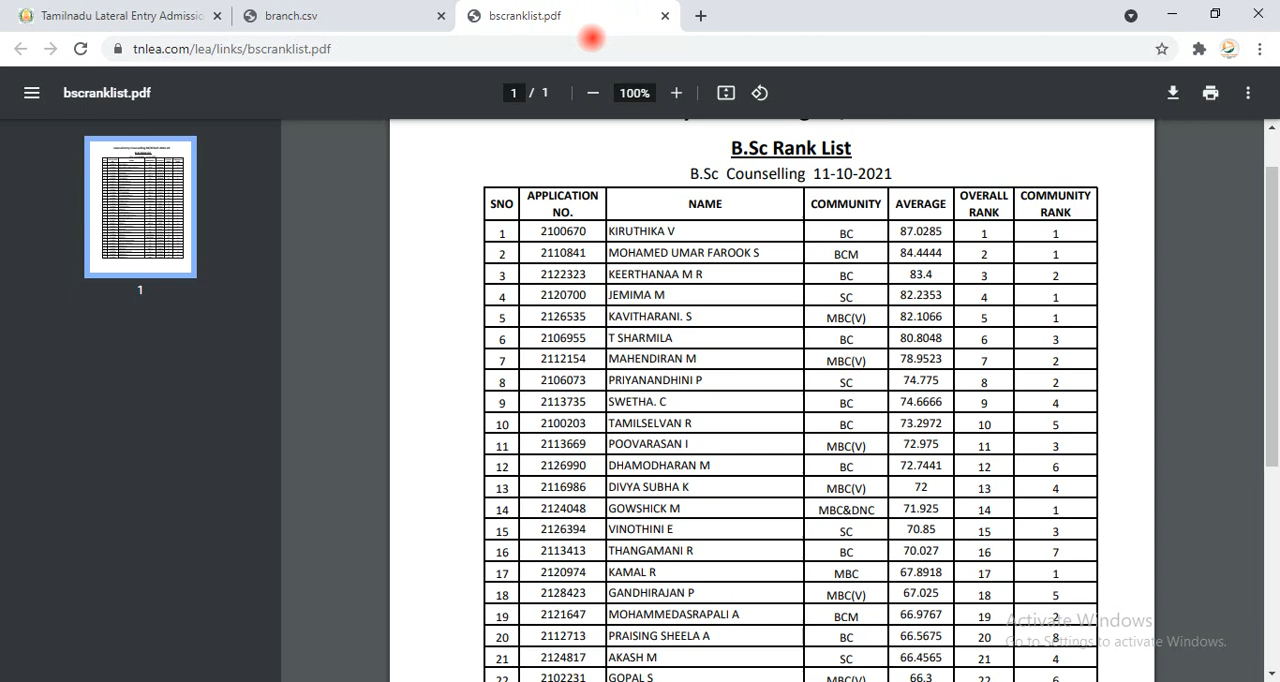 Tamilnadu Lateral Entry Admissic
branch.csv
bscranklist.pdf
tnlea.com/lea/links/bscranklist.pdf
bscranklist.pdf
1 / 1
100%
1
B.Sc Rank List
B.Sc Counselling 11-10-2021
SNO APPLICATION NO. NAME COMMUNITY AVERAGE OVERALL RANK COMMUNITY RANK
1 2100670 KIRUTHIKA V BC 87.0285 1 1
2 2110841 MOHAMED UMAR FAROOK S BCM 84.4444 2 1
3 2122323 KEERTHANAA M R BC 83.4 3 2
4 2120700 JEMIMA M SC 82.2353 4 1
5 2126535 KAVITHARANI. S MBC(V) 82.1066 5 1
6 2106955 T SHARMILA BC 80.8048 6 3
7 2112154 MAHENDIRAN M MBC(V) 78.9523 7 2
8 2106073 PRIYANANDHINI P SC 74.775 8 2
9 2113735 SWETHA. C BC 74.6666 9 4
10 2100203 TAMILSELVAN R BC 73.2972 10 5
11 2113669 POOVARASAN I MBC(V) 72.975 11 3
12 2126990 DHAMODHARAN M BC 72.7441 12 6
13 2116986 DIVYA SUBHA K MBC(V) 72 13 4
14 2124048 GOWSHICK M MBC&DNC 71.925 14 1
15 2126394 VINOTHINI E SC 70.85 15 3
16 2113413 THANGAMANI R BC 70.027 16 7
17 2120974 KAMAL R MBC 67.8918 17 1
18 2128423 GANDHIRAJAN P MBC(V) 67.025 18 5
19 2121647 MOHAMMEDASRAPALI A BCM 66.9767 19 2
20 2112713 PRAISING SHEELA A BC 66.5675 20 8
21 2124817 AKASH M SC 66.4565 21 4
22 2102231 GOPAL S MBC(V) 66.3 22 6
Activate Windows
Go to Settings to activate Windows.